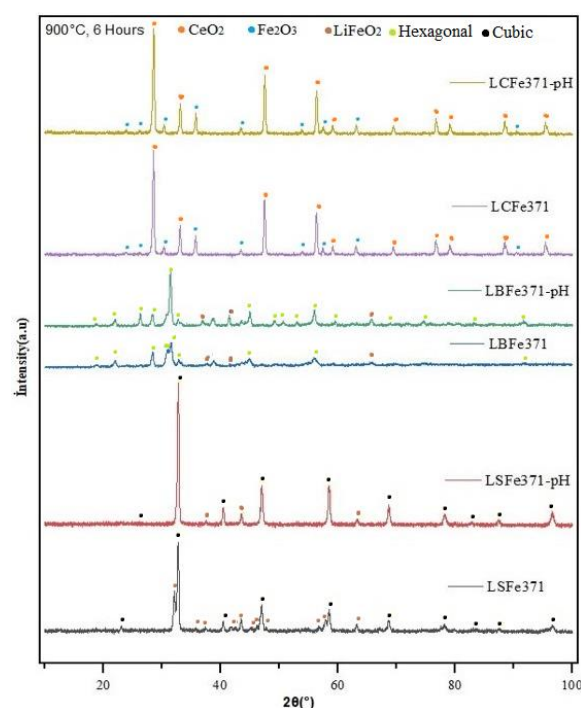 900°C, 6 Hours CeO₂ Fe₂O₃ LiFeO₂ Hexagonal Cubic
LCFe371-pH
LCFe371
LBFe371-pH
LBFe371
LSFe371-pH
LSFe371
İntensity(a.u)
20 40 60 80 100
2θ(°)